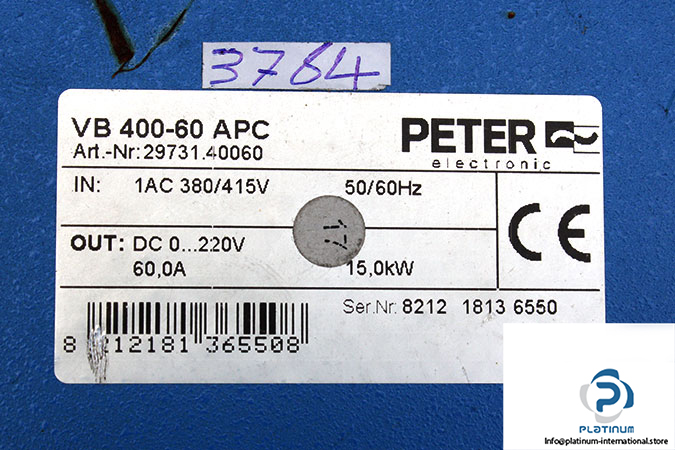 3764
VB 400-60 APC
Art.-Nr:29731.40060
PETER
electronic
IN: 1AC 380/415V 50/60Hz
OUT: DC 0...220V
60,0A 15,0kW
CE
17
Ser.Nr: 8212 1813 6550
8 212181 365508
PLATINUM
Info@platinum-international.store